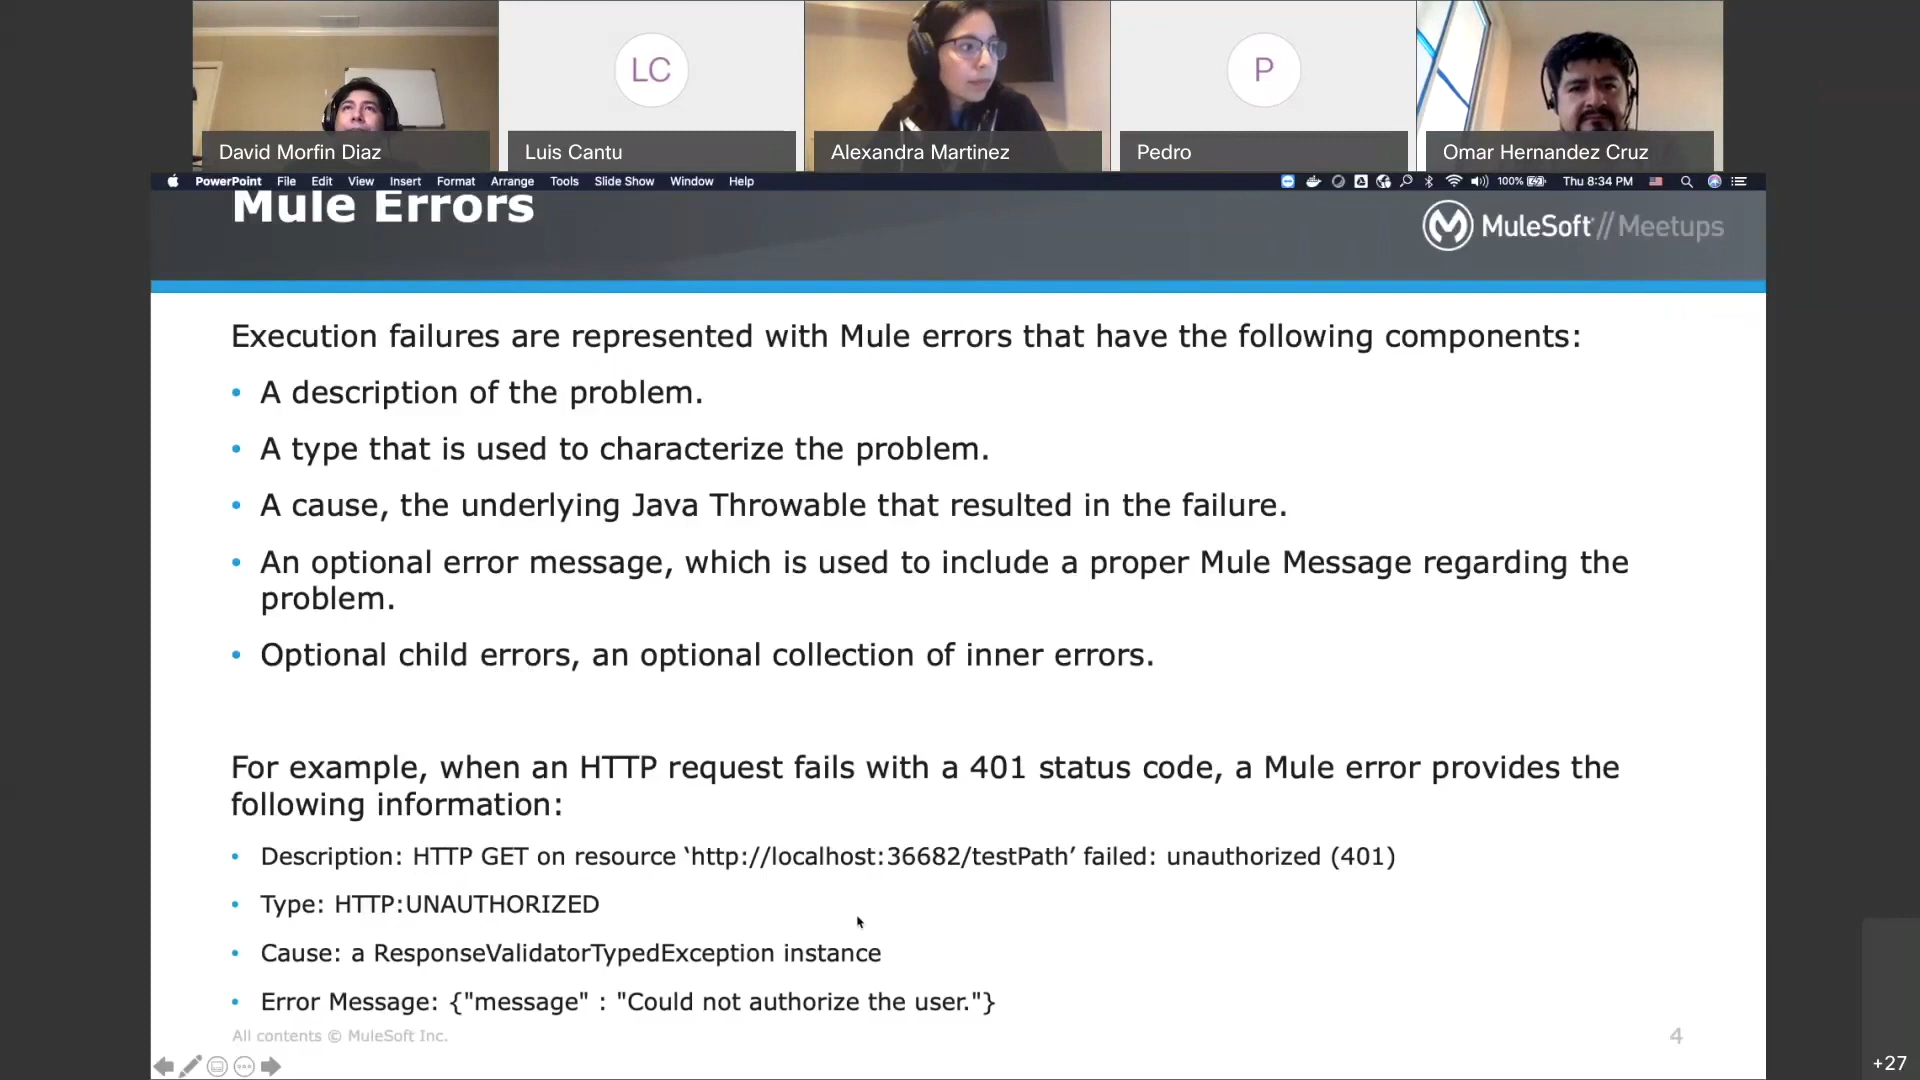 LC
P
David Morfin Diaz
Luis Cantu
Alexandra Martinez
Pedro
Omar Hernandez Cruz
PowerPoint File Edit View Insert Format Arrange Tools Slide Show Window Help 100% Thu 8:34 PM
Mule Errors
MuleSoft // Meetups
Execution failures are represented with Mule errors that have the following components:
• A description of the problem.
• A type that is used to characterize the problem.
• A cause, the underlying Java Throwable that resulted in the failure.
• An optional error message, which is used to include a proper Mule Message regarding the
problem.
• Optional child errors, an optional collection of inner errors.
For example, when an HTTP request fails with a 401 status code, a Mule error provides the
following information:
• Description: HTTP GET on resource ‘http://localhost:36682/testPath’ failed: unauthorized (401)
• Type: HTTP:UNAUTHORIZED
• Cause: a ResponseValidatorTypedException instance
• Error Message: {"message" : "Could not authorize the user."}
All contents © MuleSoft Inc.
4
+27